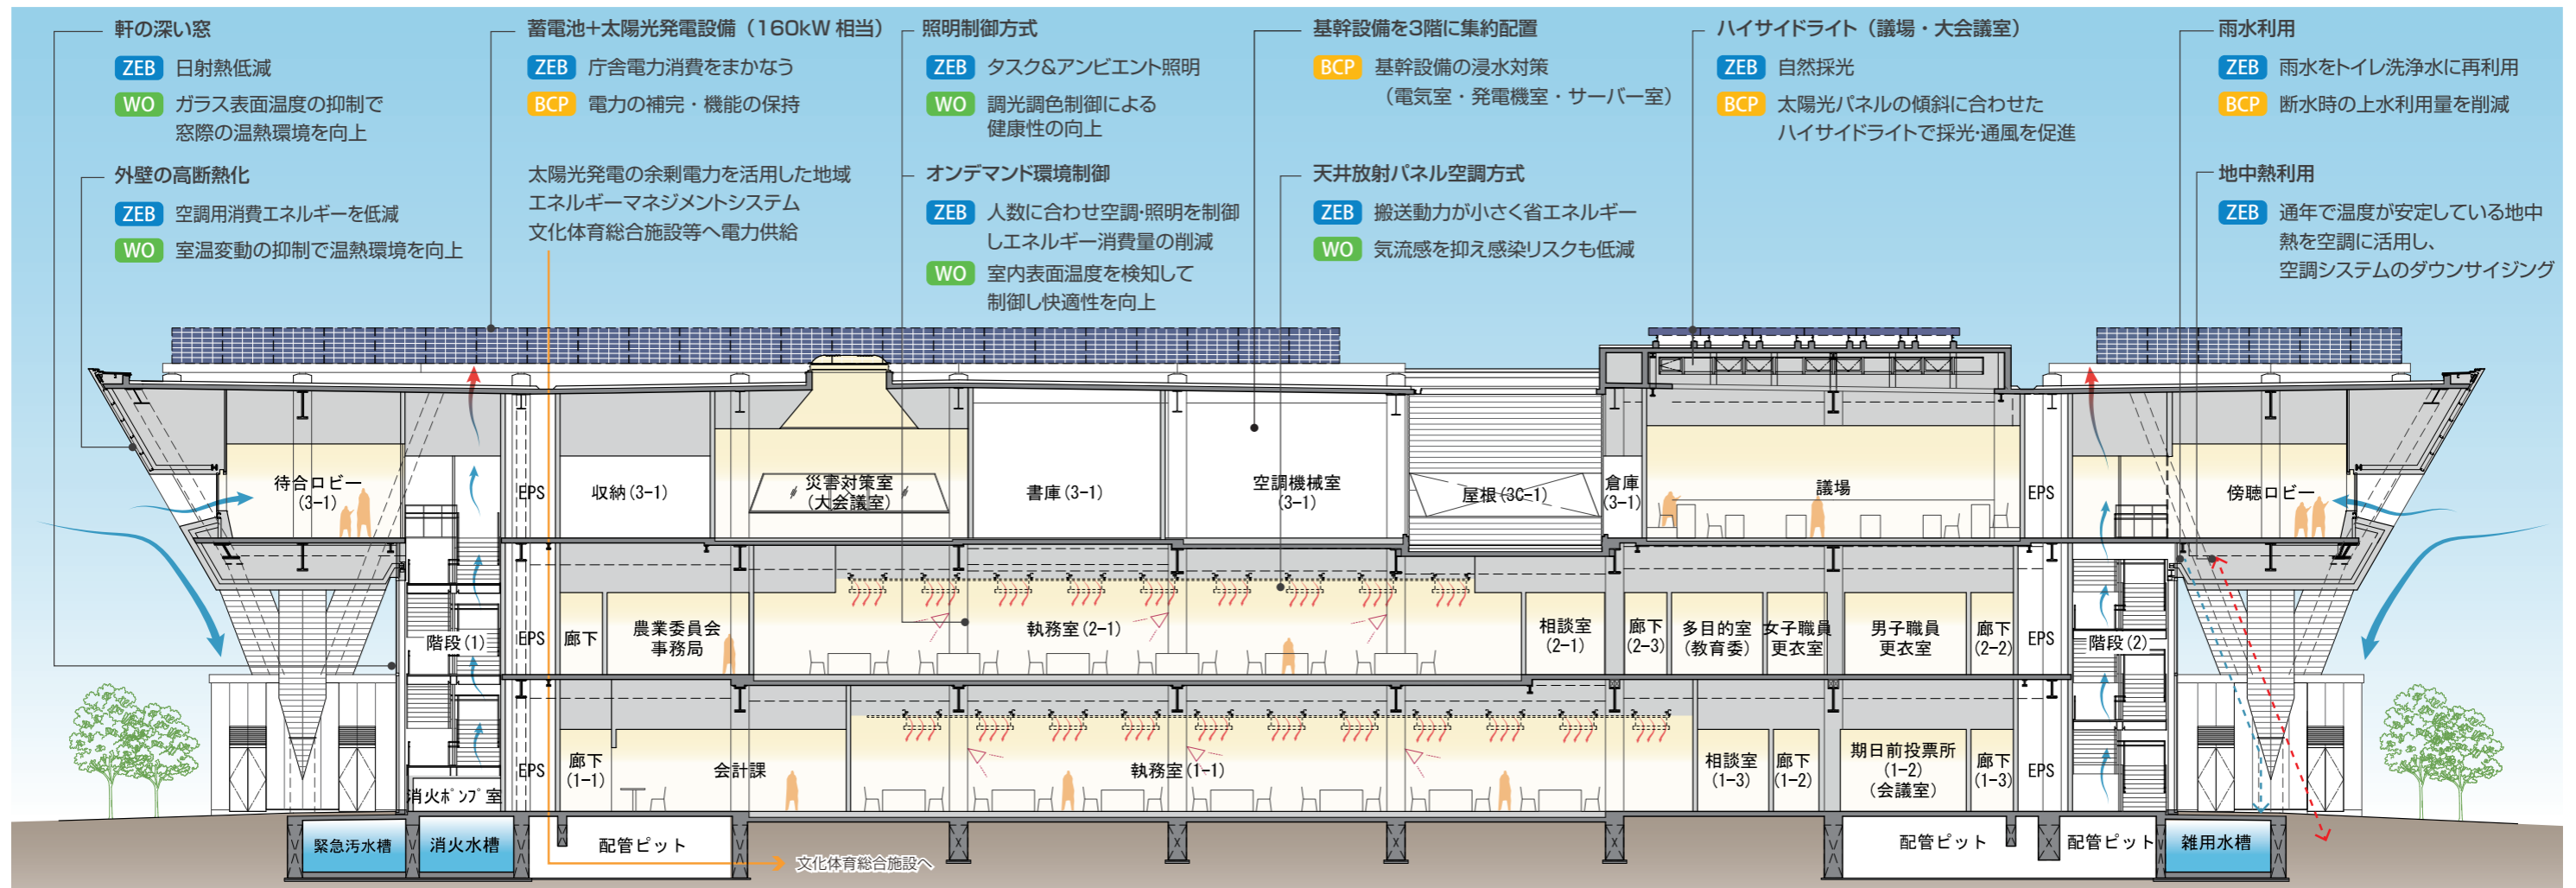 軒の深い窓
ZEB 日射熱低減
WO ガラス表面温度の抑制で
窓際の温熱環境を向上
外壁の高断熱化
ZEB 空調用消費エネルギーを低減
WO 室温変動の抑制で温熱環境を向上
蓄電池+太陽光発電設備（160kW 相当）
ZEB 庁舎電力消費をまかなう
BCP 電力の補完・機能の保持
太陽光発電の余剰電力を活用した地域
エネルギーマネジメントシステム
文化体育総合施設等へ電力供給
照明制御方式
ZEB タスク&アンビエント照明
WO 調光調色制御による
健康性の向上
オンデマンド環境制御
ZEB 人数に合わせ空調・照明を制御
しエネルギー消費量の削減
WO 室内表面温度を検知して
制御し快適性を向上
基幹設備を3階に集約配置
BCP 基幹設備の浸水対策
（電気室・発電機室・サーバー室）
天井放射パネル空調方式
ZEB 搬送動力が小さく省エネルギー
WO 気流感を抑え感染リスクも低減
ハイサイドライト（議場・大会議室）
ZEB 自然採光
BCP 太陽光パネルの傾斜に合わせた
ハイサイドライトで採光・通風を促進
雨水利用
ZEB 雨水をトイレ洗浄水に再利用
BCP 断水時の上水利用量を削減
地中熱利用
ZEB 通年で温度が安定している地中
熱を空調に活用し、
空調システムのダウンサイジング
待合ロビー
(3-1)
EPS
収納(3-1)
災害対策室
(大会議室)
書庫(3-1)
空調機械室
(3-1)
屋根(3C-1)
倉庫
(3-1)
議場
EPS
傍聴ロビー
階段(1)
EPS
廊下
農業委員会
事務局
執務室(2-1)
相談室
(2-1)
廊下
(2-3)
多目的室
(教育委)
女子職員
更衣室
男子職員
更衣室
廊下
(2-2)
EPS
階段(2)
消火ポンプ室
EPS
廊下
(1-1)
会計課
執務室(1-1)
相談室
(1-3)
廊下
(1-2)
期日前投票所
(1-2)
(会議室)
廊下
(1-3)
EPS
緊急汚水槽
消火水槽
配管ピット
文化体育総合施設へ
配管ピット
配管ピット
雑用水槽